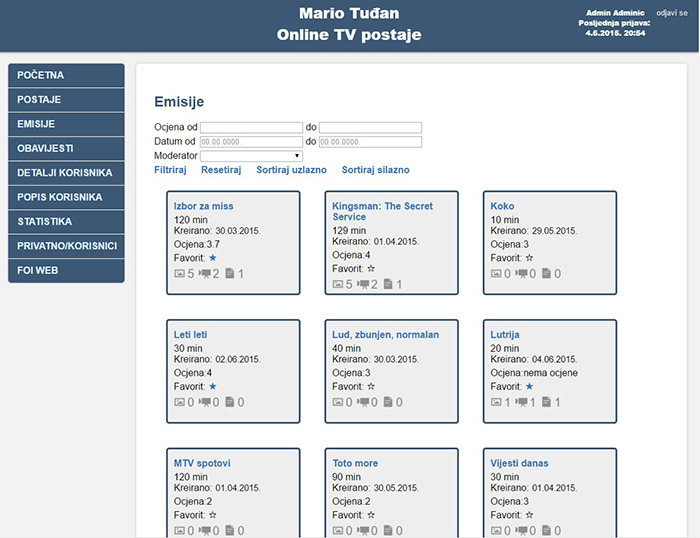 Mario Tuđan
Online TV postaje
Admin Adminic
Posljednja prijava:
4.6.2015. 20:54
odjavi se
POČETNA
POSTAJE
EMISIJE
OBAVIJESTI
DETALJI KORISNIKA
POPIS KORISNIKA
STATISTIKA
PRIVATNO/KORISNICI
FOI WEB
Emisije
Ocjena od do
Datum od 00.00.0000. do 00.00.0000.
Moderator
Filtriraj Resetiraj Sortiraj uzlazno Sortiraj silazno
Izbor za miss
120 min
Kreirano: 30.03.2015.
Ocjena:3.7
Favorit: ★
5 2 1
Kingsman: The Secret
Service
129 min
Kreirano: 01.04.2015.
Ocjena:4
Favorit: ☆
5 2 1
Koko
10 min
Kreirano: 29.05.2015.
Ocjena:3
Favorit: ☆
0 0 0
Leti leti
30 min
Kreirano: 02.06.2015.
Ocjena:4
Favorit: ★
0 0 0
Lud, zbunjen, normalan
40 min
Kreirano: 30.03.2015.
Ocjena:3
Favorit: ☆
0 0 0
Lutrija
20 min
Kreirano: 04.06.2015.
Ocjena:nema ocjene
Favorit: ★
1 1 1
MTV spotovi
120 min
Kreirano: 01.04.2015.
Ocjena:2
Favorit: ☆
0 0 0
Toto more
90 min
Kreirano: 30.05.2015.
Ocjena:2
Favorit: ☆
0 0 0
Vijesti danas
30 min
Kreirano: 01.04.2015.
Ocjena:3
Favorit: ☆
0 0 0